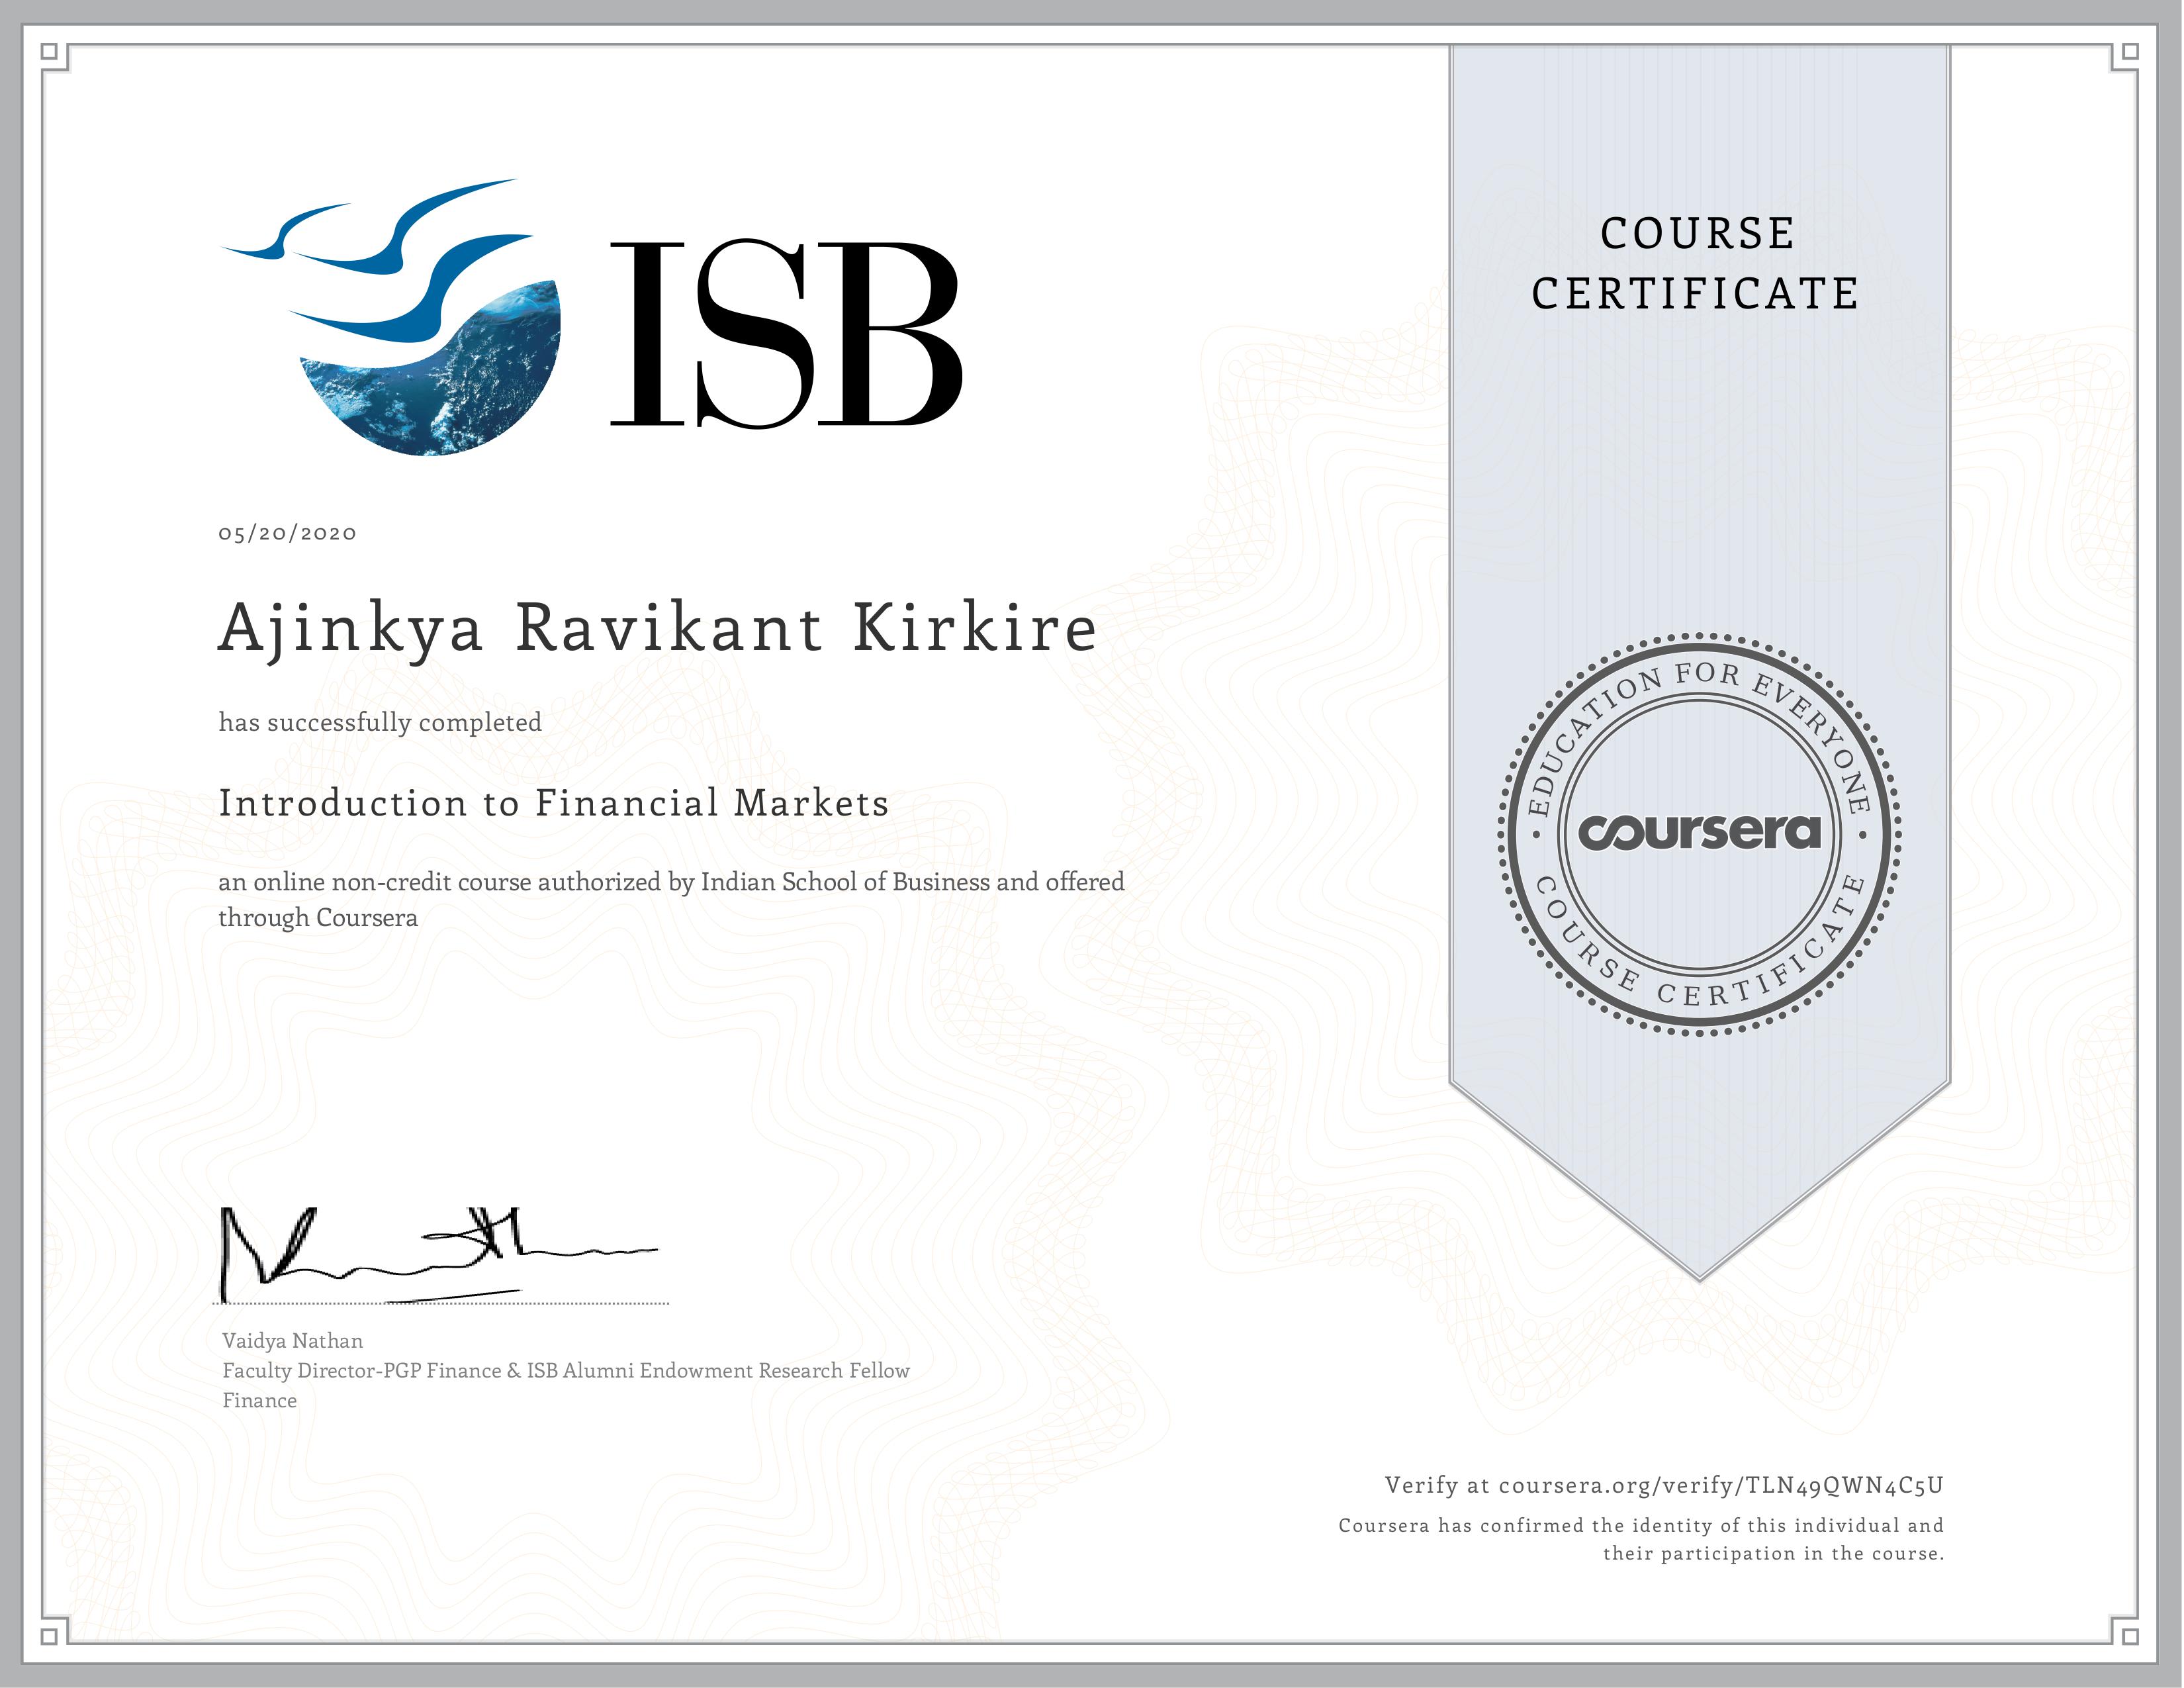 ISB
05/20/2020
Ajinkya Ravikant Kirkire
has successfully completed
Introduction to Financial Markets
an online non-credit course authorized by Indian School of Business and offered
through Coursera
Vaidya Nathan
Faculty Director-PGP Finance & ISB Alumni Endowment Research Fellow
Finance
COURSE
CERTIFICATE
EDUCATION FOR EVERYONE
coursera
COURSE CERTIFICATE
Verify at coursera.org/verify/TLN49QWN4C5U
Coursera has confirmed the identity of this individual and
their participation in the course.